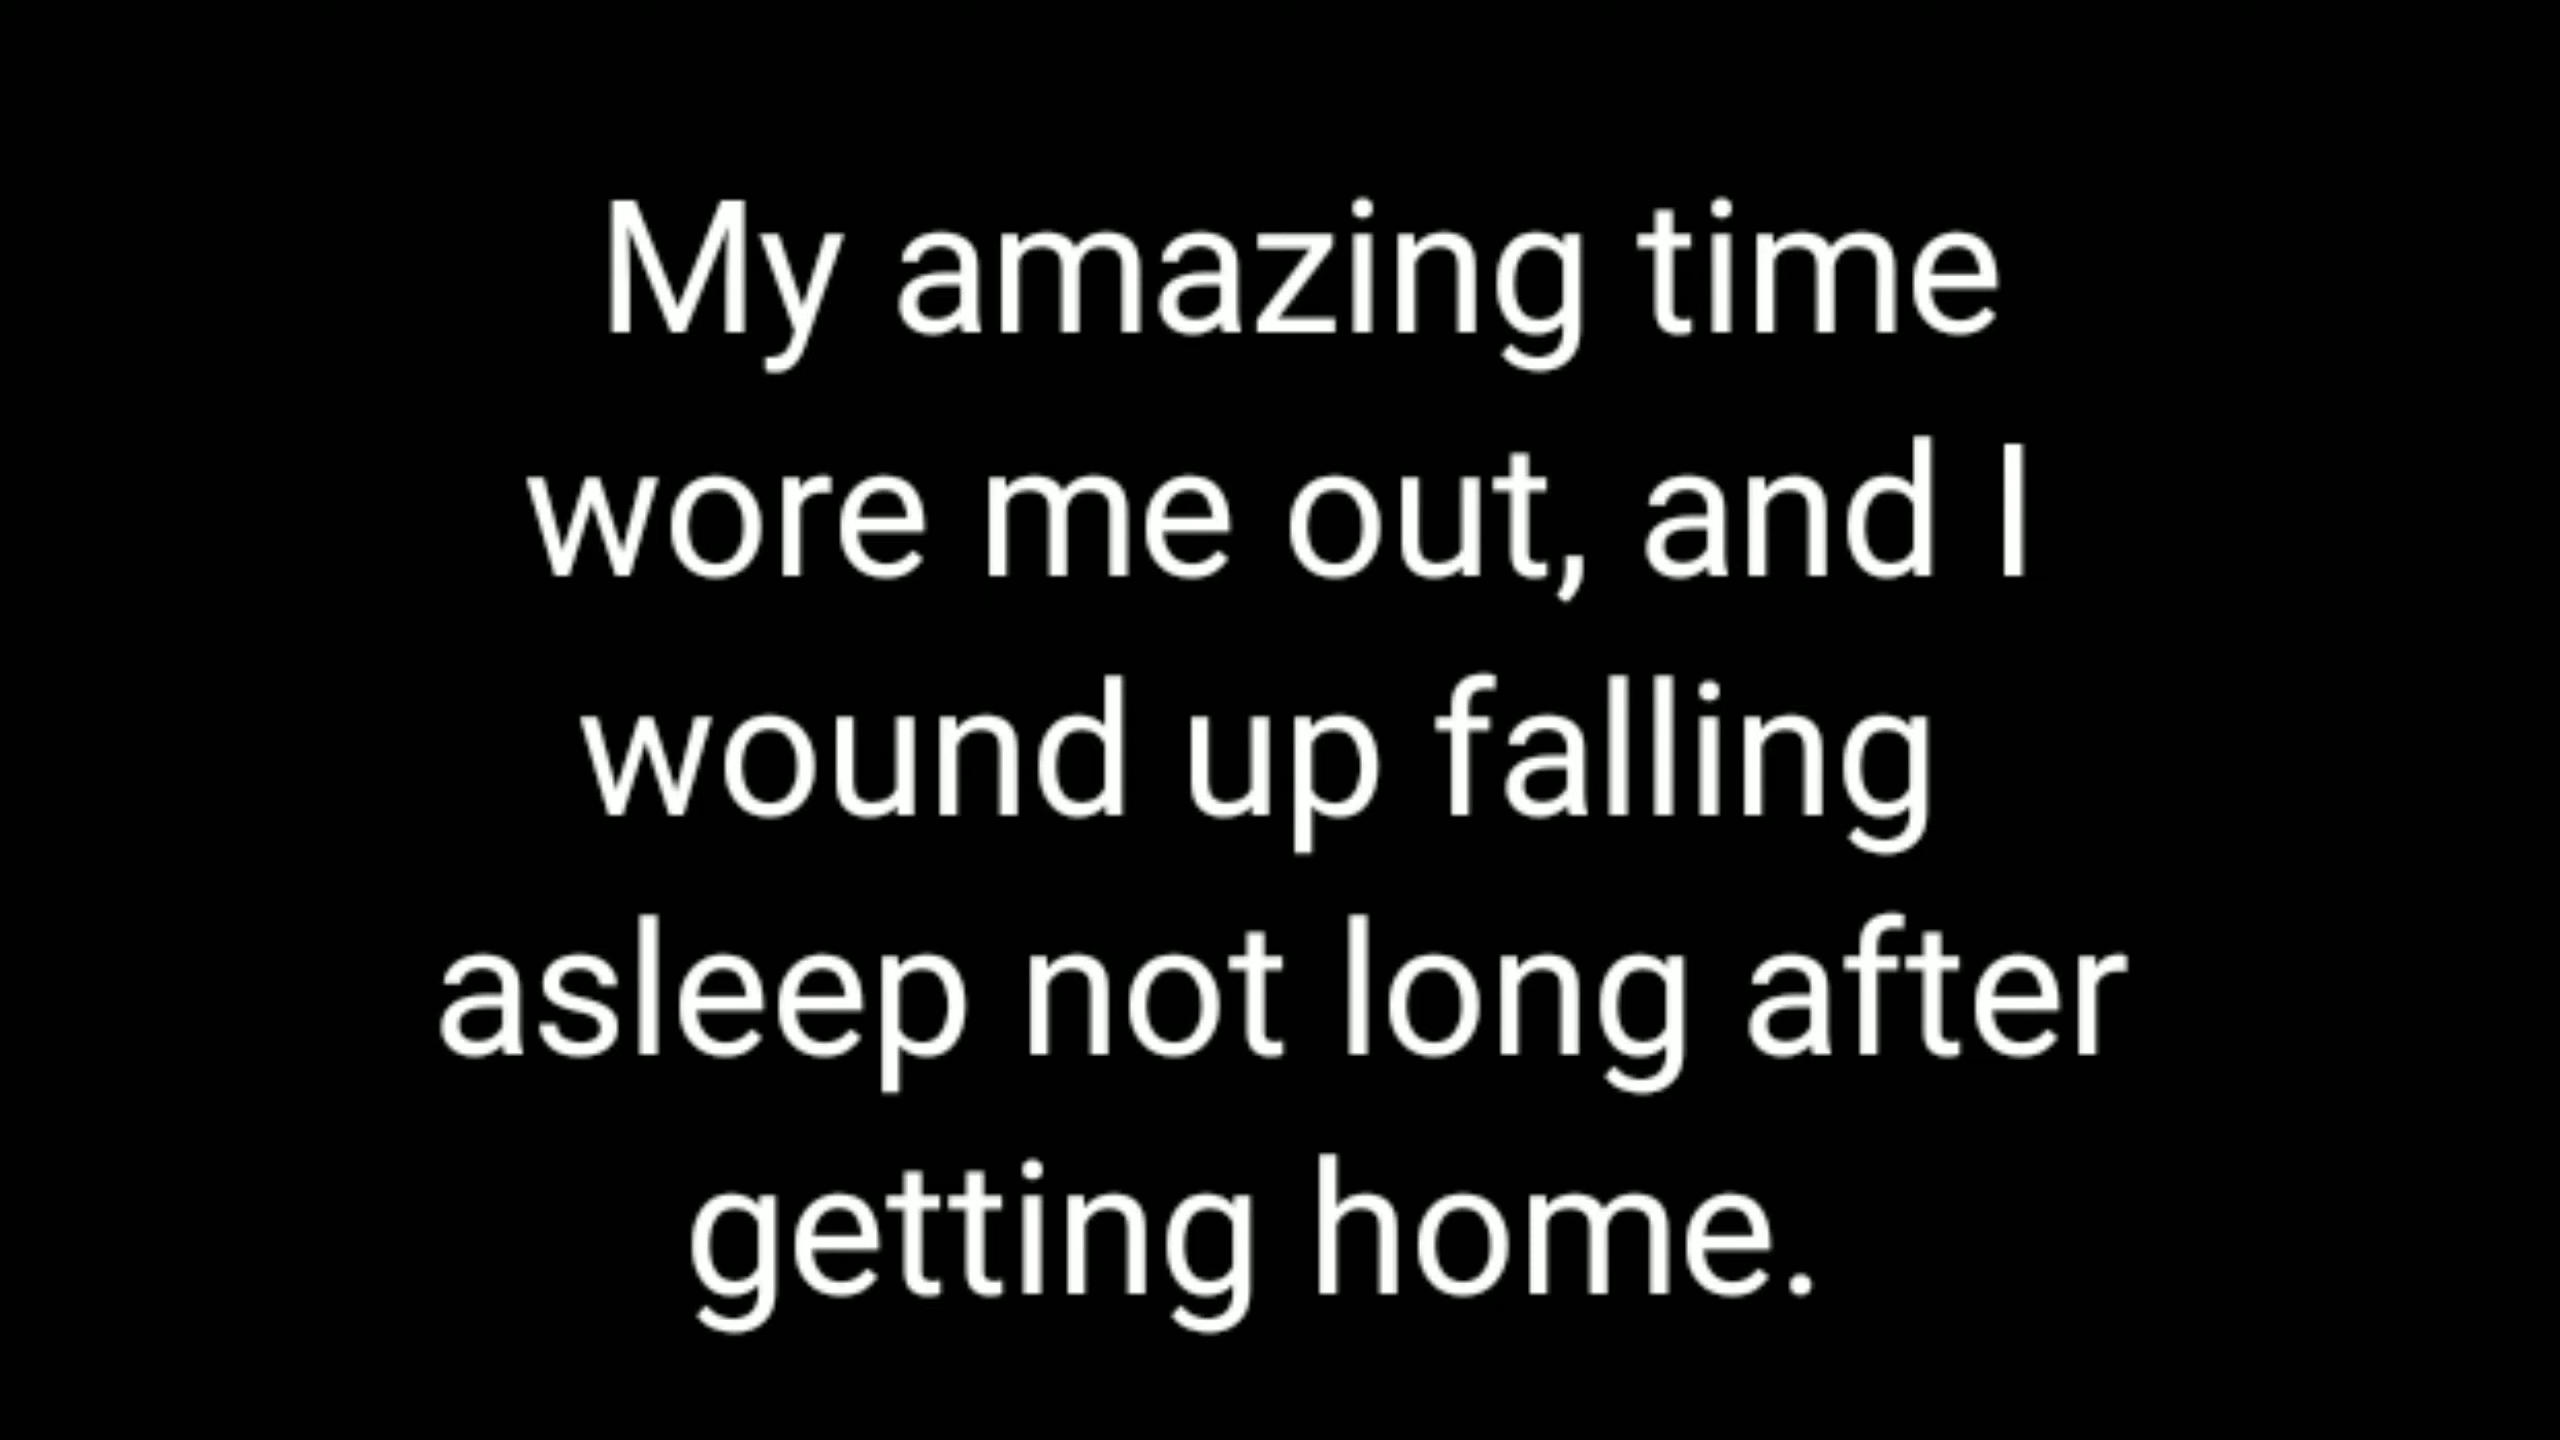 My amazing time
wore me out, and I
wound up falling
asleep not long after
getting home.